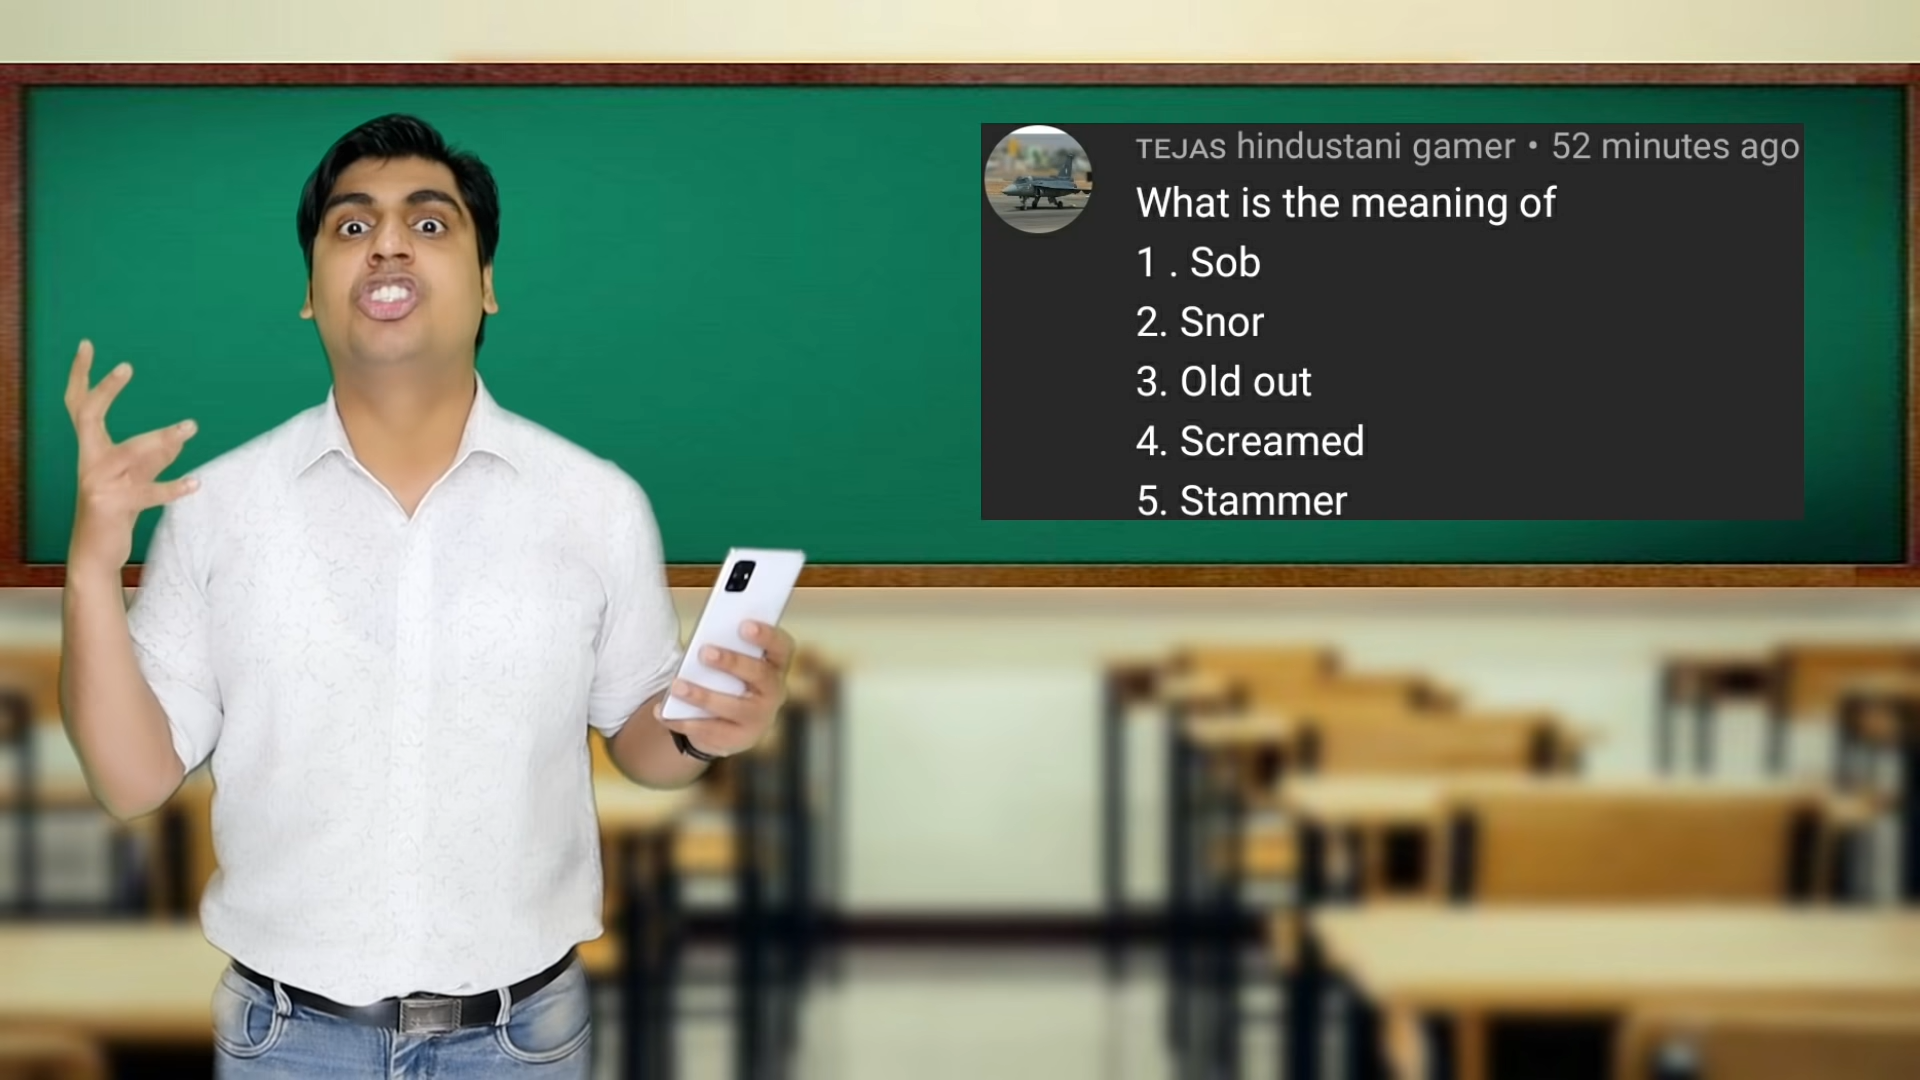 TEJAS hindustani gamer • 52 minutes ago
What is the meaning of
1 . Sob
2. Snor
3. Old out
4. Screamed
5. Stammer